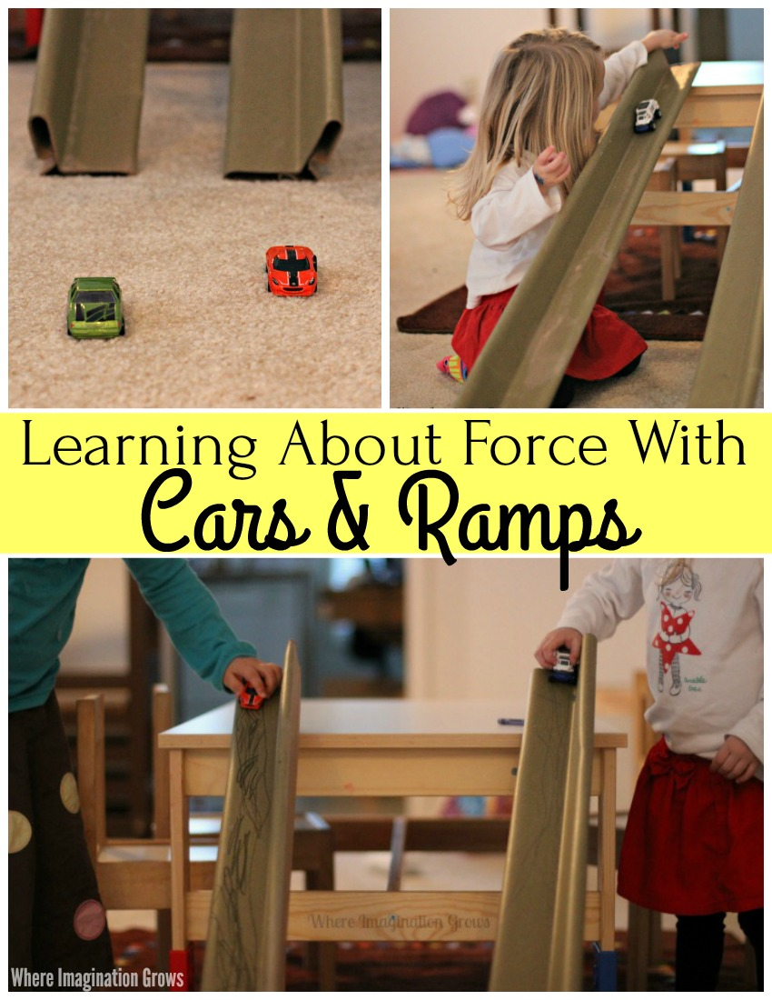 Learning About Force With
Cars & Ramps
Where Imagination Grows
Where Imagination Grows